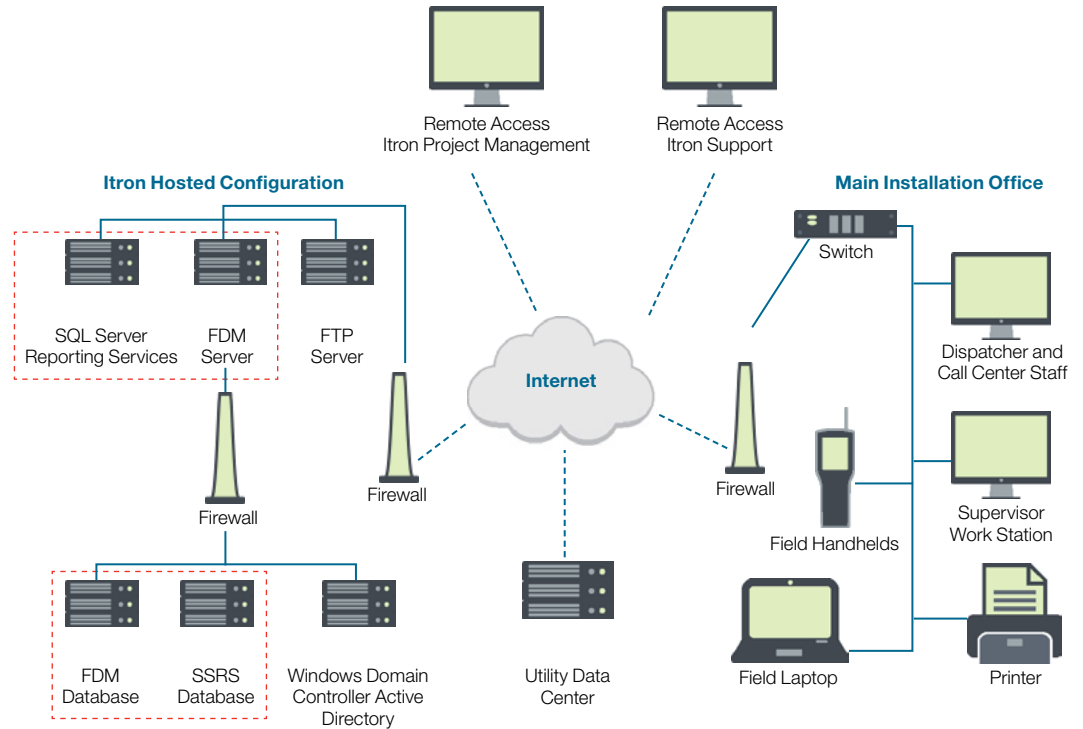 Remote Access
Itron Project Management
Remote Access
Itron Support
Itron Hosted Configuration
Main Installation Office
Switch
SQL Server
Reporting Services
FDM
Server
FTP
Server
Dispatcher and
Call Center Staff
Internet
Firewall
Firewall
Firewall
Field Handhelds
Supervisor
Work Station
FDM
Database
SSRS
Database
Windows Domain
Controller Active
Directory
Utility Data
Center
Field Laptop
Printer